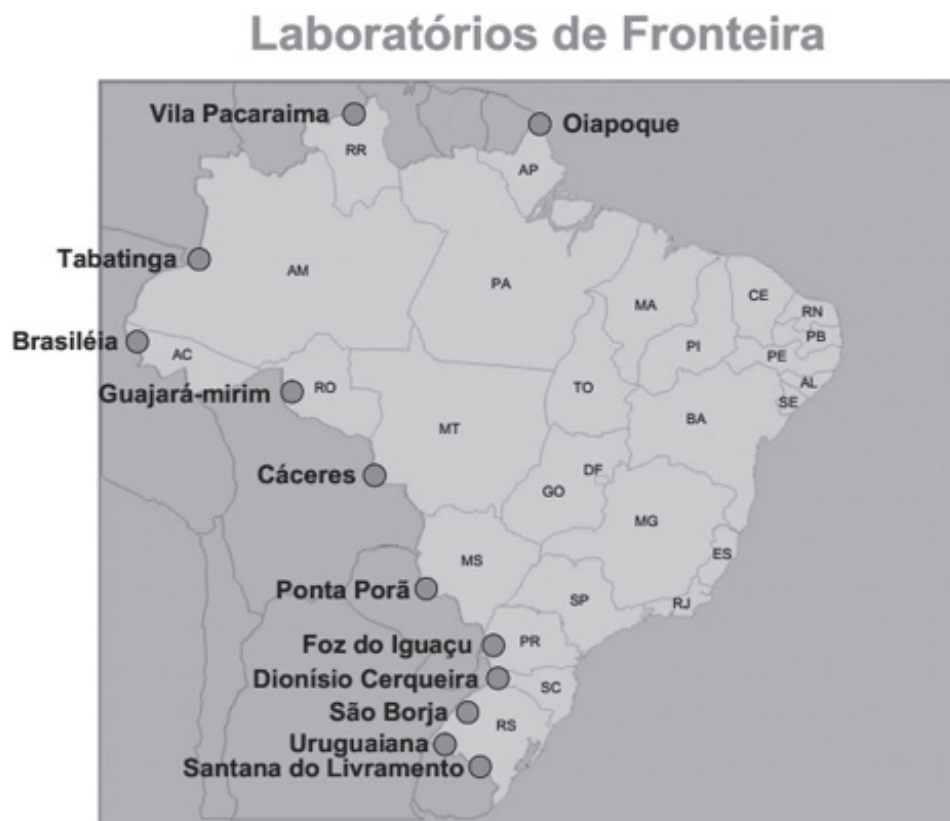 Laboratórios de Fronteira
Vila Pacaraima
Oiapoque
RR
AP
Tabatinga
AM
PA
MA
CE
RN
Brasiléia
PB
AC
PI
PE
Guajará-mirim
RO
TO
AL
SE
MT
BA
Cáceres
DF
GO
MG
MS
ES
Ponta Porã
SP
RJ
Foz do Iguaçu
PR
Dionísio Cerqueira
SC
São Borja
RS
Uruguaiana
Santana do Livramento